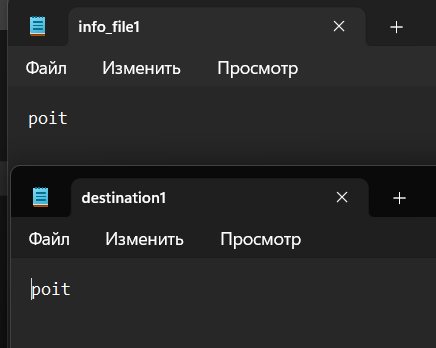 info_file1
Файл Изменить Просмотр
poit
destination1
Файл Изменить Просмотр
poit